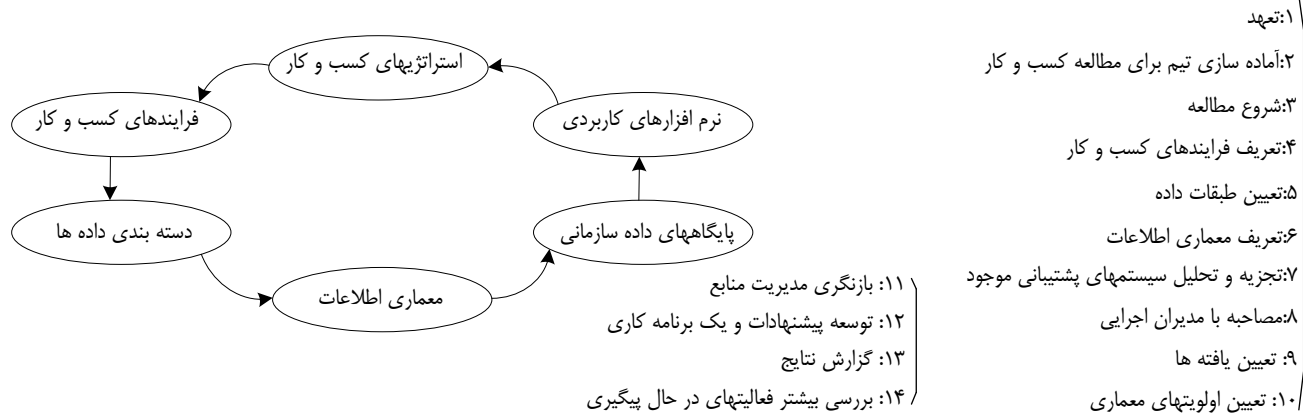 ۱:تعهد
۲:آماده سازی تیم برای مطالعه کسب و کار
۳:شروع مطالعه
۴:تعریف فرایندهای کسب و کار
۵:تعیین طبقات داده
۶:تعریف معماری اطلاعات
۷:تجزیه و تحلیل سیستمهای پشتیبانی موجود
۸:مصاحبه با مدیران اجرایی
۹: تعیین یافته ها
۱۰: تعیین اولویتهای معماری
۱۱: بازنگری مدیریت منابع
۱۲: توسعه پیشنهادات و یک برنامه کاری
۱۳: گزارش نتایج
۱۴: بررسی بیشتر فعالیتهای در حال پیگیری
استراتژیهای کسب و کار
فرایندهای کسب و کار
دسته بندی داده ها
معماری اطلاعات
پایگاههای داده سازمانی
نرم افزارهای کاربردی